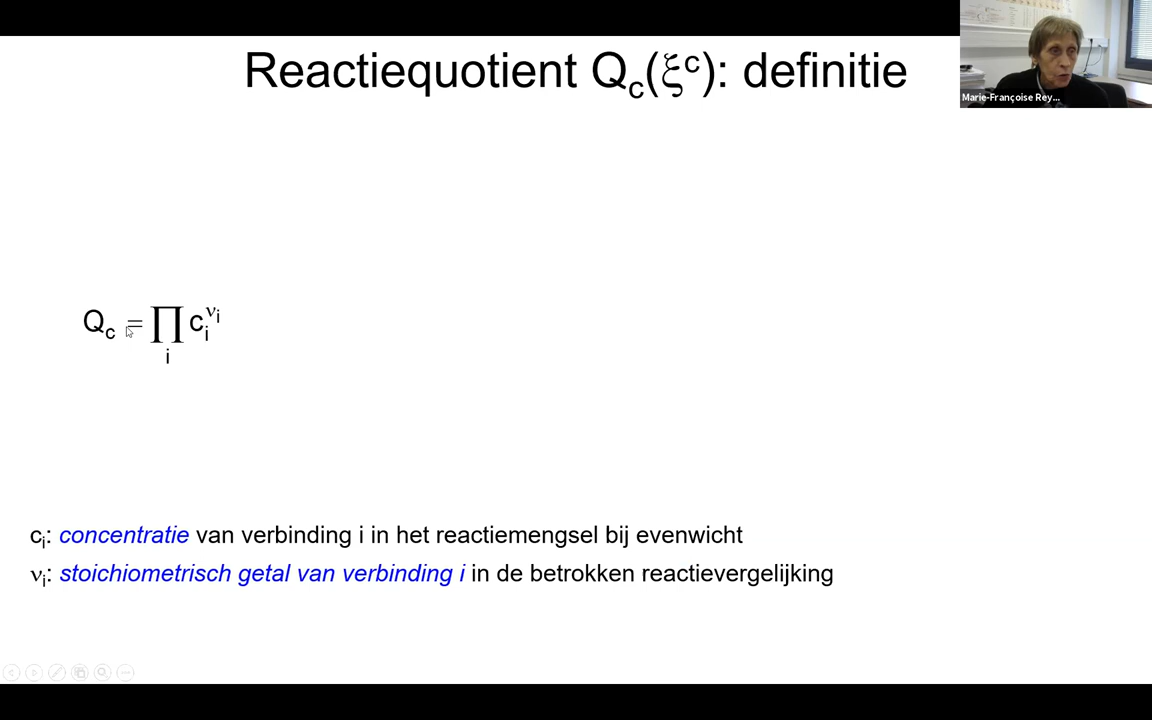 Reactiequotient Qc(ξᶜ): definitie
Marie-Françoise Rey...
Qc = ∏i ci^νi
ci: concentratie van verbinding i in het reactiemengsel bij evenwicht
νi: stoichiometrisch getal van verbinding i in de betrokken reactievergelijking